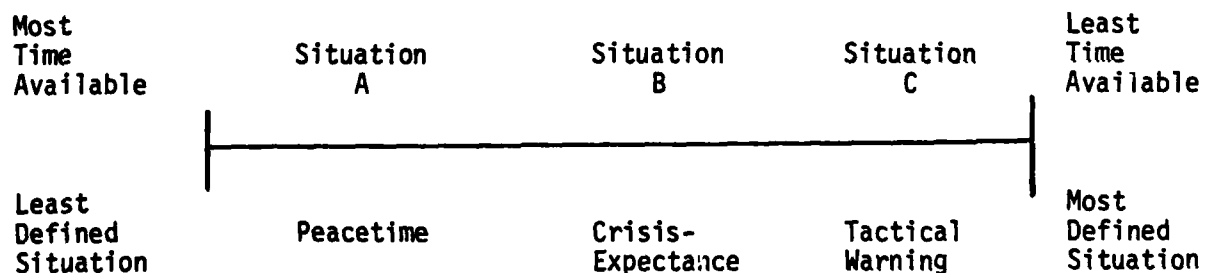 Most
Time
Available
Situation
A
Situation
B
Situation
C
Least
Time
Available
Least
Defined
Situation
Peacetime
Crisis-
Expectance
Tactical
Warning
Most
Defined
Situation